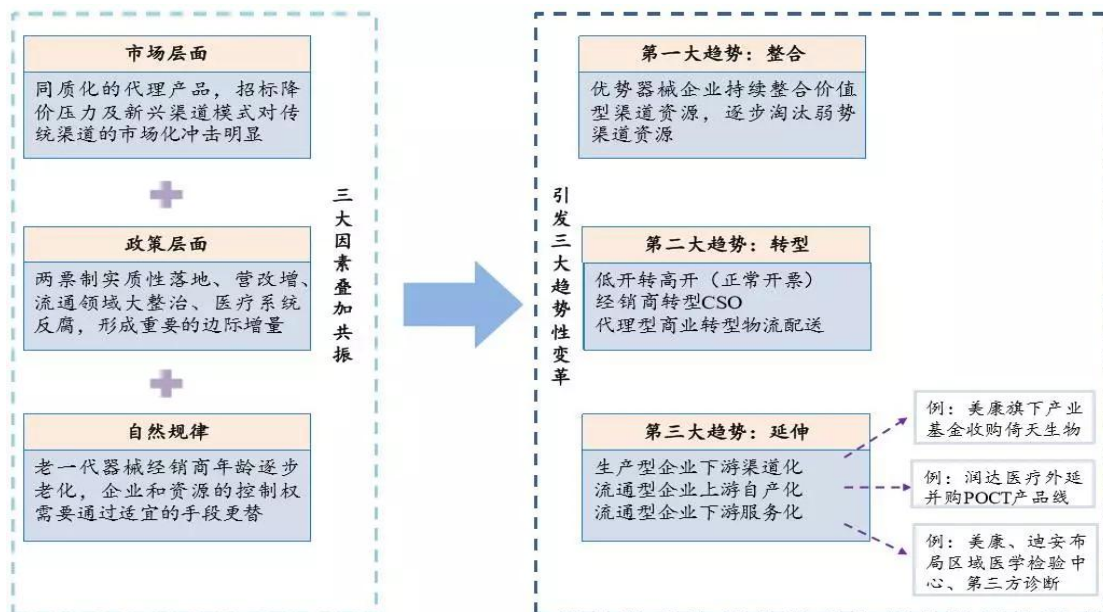 市场层面
同质化的代理产品，招标降
价压力及新兴渠道模式对传
统渠道的市场化冲击明显
政策层面
两票制实质性落地、营改增、
流通领域大整治、医疗系统
反腐，形成重要的边际增量
自然规律
老一代器械经销商年龄逐步
老化，企业和资源的控制权
需要通过适宜的手段更替
三大因素叠加共振
引发三大趋势性变革
第一大趋势：整合
优势器械企业持续整合价值
型渠道资源，逐步淘汰弱势
渠道资源
第二大趋势：转型
低开转高开（正常开票）
经销商转型CSO
代理型商业转型物流配送
第三大趋势：延伸
生产型企业下游渠道化
流通型企业上游自产化
流通型企业下游服务化
例：美康旗下产业
基金收购倚天生物
例：润达医疗外延
并购POCT产品线
例：美康、迪安布
局区域医学检验中
心、第三方诊断